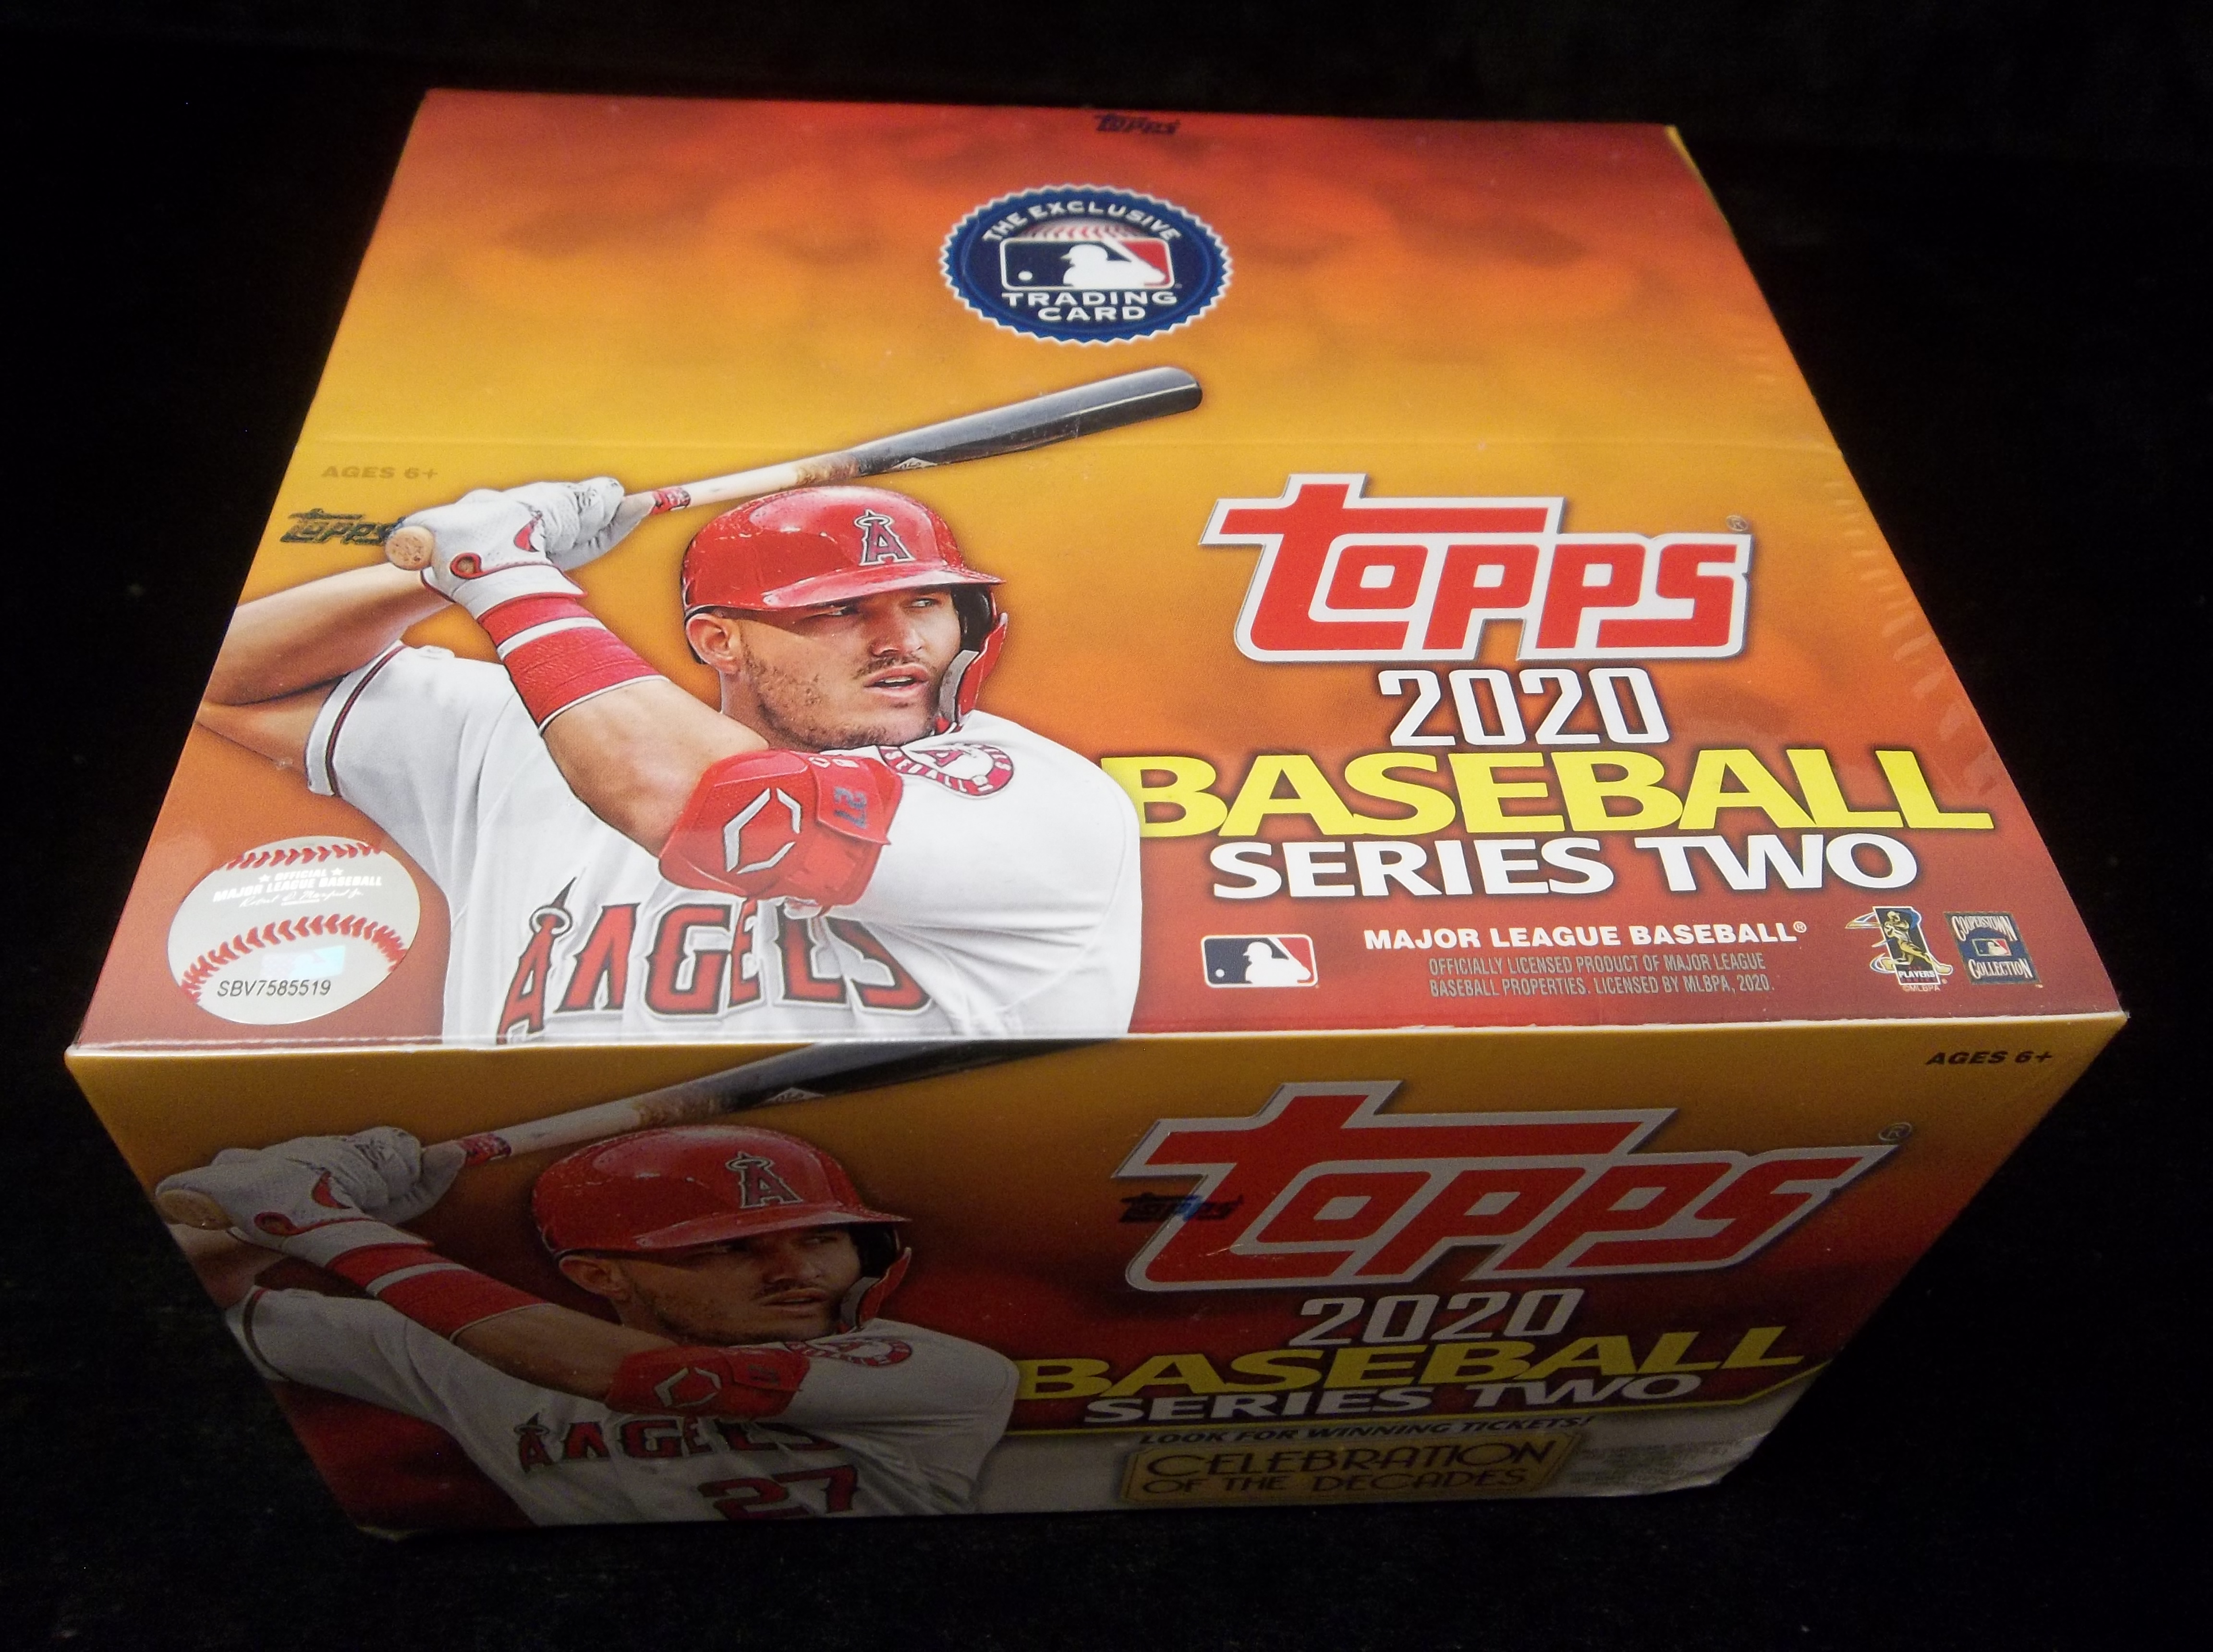 Topps
THE EXCLUSIVE
TRADING
CARD
AGES 6+
Topps
A
Topps®
2020
BASEBALL
SERIES TWO
27
ANGELS
OFFICIAL
MAJOR LEAGUE BASEBALL
SBV7585519
MAJOR LEAGUE BASEBALL®
OFFICIALLY LICENSED PRODUCT OF MAJOR LEAGUE
BASEBALL PROPERTIES. LICENSED BY MLBPA, 2020.
PLAYERS
©MLBPA
COOPERSTOWN
COLLECTION
AGES 6+
A
Topps®
Topps
2020
BASEBALL
SERIES TWO
ANGELS
27
LOOK FOR WINNING TICKETS!
CELEBRATION
OF THE DECADES